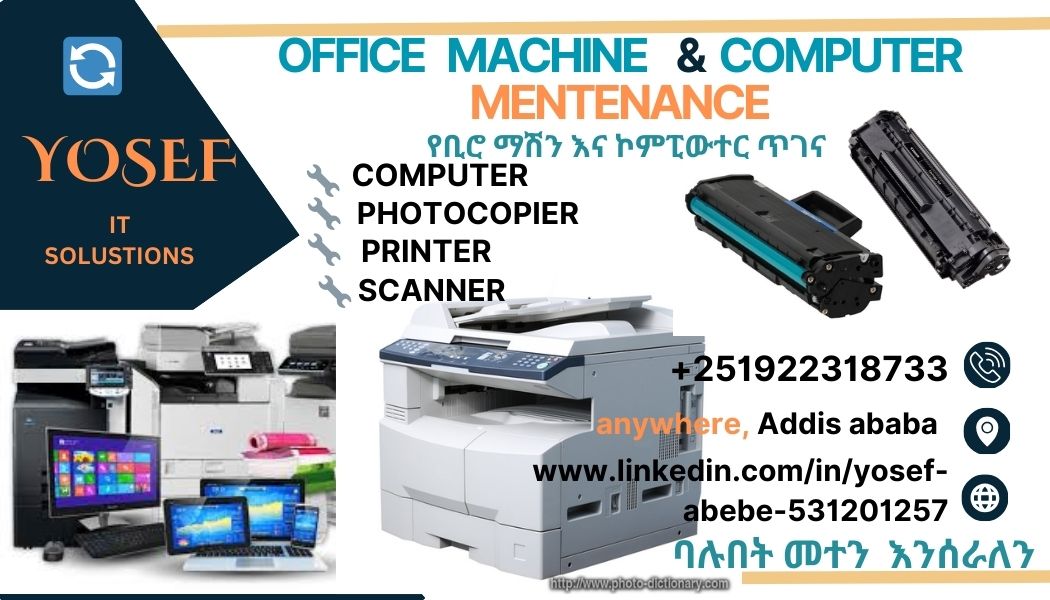 OFFICE MACHINE & COMPUTER
MENTENANCE
የቢሮ ማሽን እና ኮምፒውተር ጥገና
YOSEF
IT
SOLUSTIONS
COMPUTER
PHOTOCOPIER
PRINTER
SCANNER
+251922318733
anywhere, Addis ababa
www.linkedin.com/in/yosef-
abebe-531201257
ባሉበት መተን እንሰራለን
http://www.photo-dictionary.com